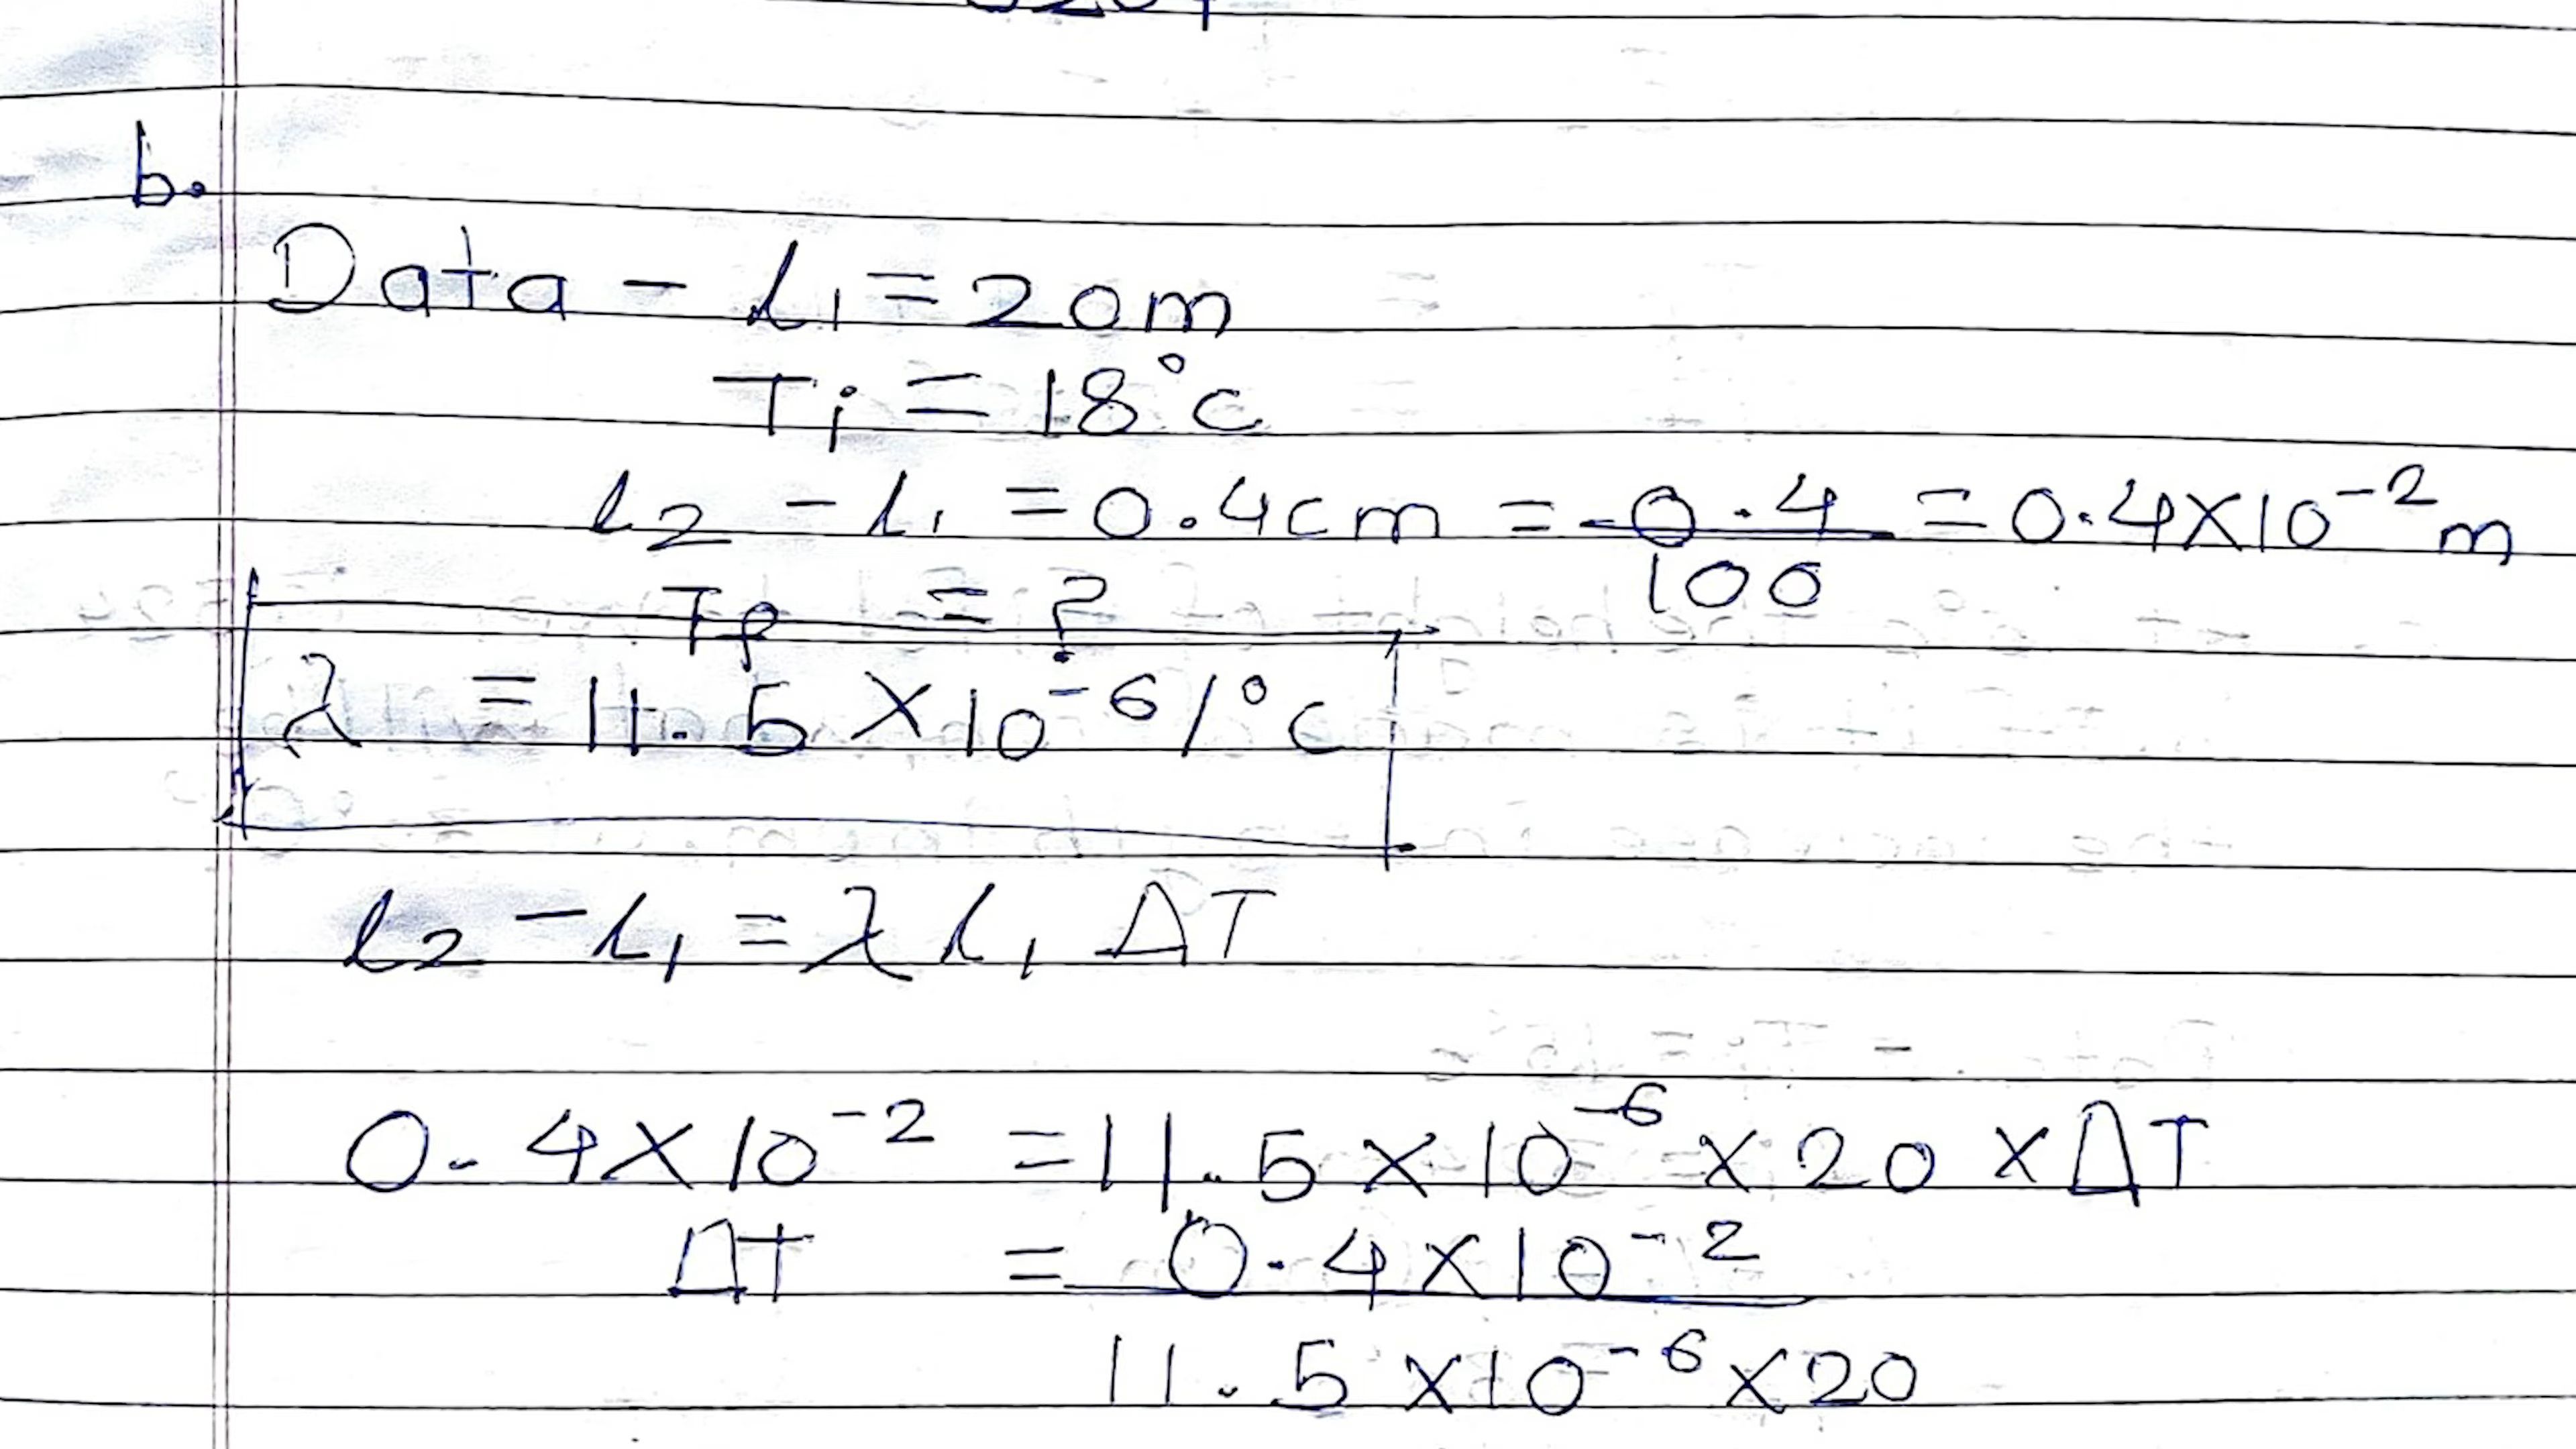 b.
Data - l₁ = 20m
Ti = 18°c
l₂ - l₁ = 0.4cm = 0.4/100 = 0.4×10⁻²m
Tf = ?
λ = 11.5 × 10⁻⁶/°c
l₂ - l₁ = λ l₁ ΔT
0.4×10⁻² = 11.5×10⁻⁶ × 20 × ΔT
ΔT = 0.4×10⁻²
11.5×10⁻⁶×20